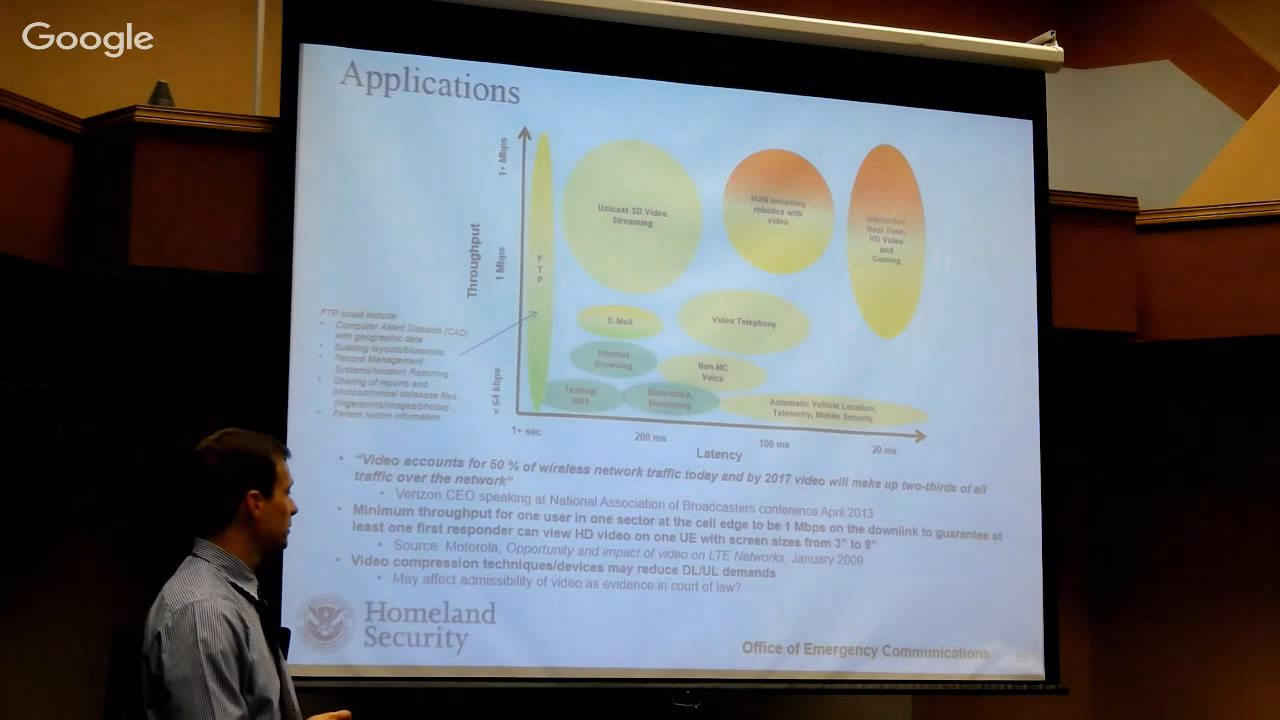 Google
Applications
Throughput
1+ Mbps
1 Mbps
< 64 kbps
F
T
P
Unicast SD Video
Streaming
M2M including
robotics with
video
Interactive,
Real-Time,
HD Video
and
Gaming
E-Mail
Video Telephony
Internet
Browsing
Non-MC
Voice
Texting/
SMS
Biometrics,
Monitoring
Automatic Vehicle Location,
Telemetry, Mobile Security
1+ sec
200 ms
100 ms
20 ms
Latency
FTP could include:
• Computer Aided Dispatch (CAD)
with geographic data
• Building layouts/blueprints
• Record Management
Systems/Incident Reporting
• Sharing of reports and
photos/criminal database files
(fingerprints/images/photos)
• Patient /victim information
• "Video accounts for 50 % of wireless network traffic today and by 2017 video will make up two-thirds of all
traffic over the network"
• Verizon CEO speaking at National Association of Broadcasters conference April 2013
• Minimum throughput for one user in one sector at the cell edge to be 1 Mbps on the downlink to guarantee at
least one first responder can view HD video on one UE with screen sizes from 3" to 9"
• Source: Motorola, Opportunity and impact of video on LTE Networks, January 2009
• Video compression techniques/devices may reduce DL/UL demands
• May affect admissibility of video as evidence in court of law?
Homeland
Security
Office of Emergency Communications